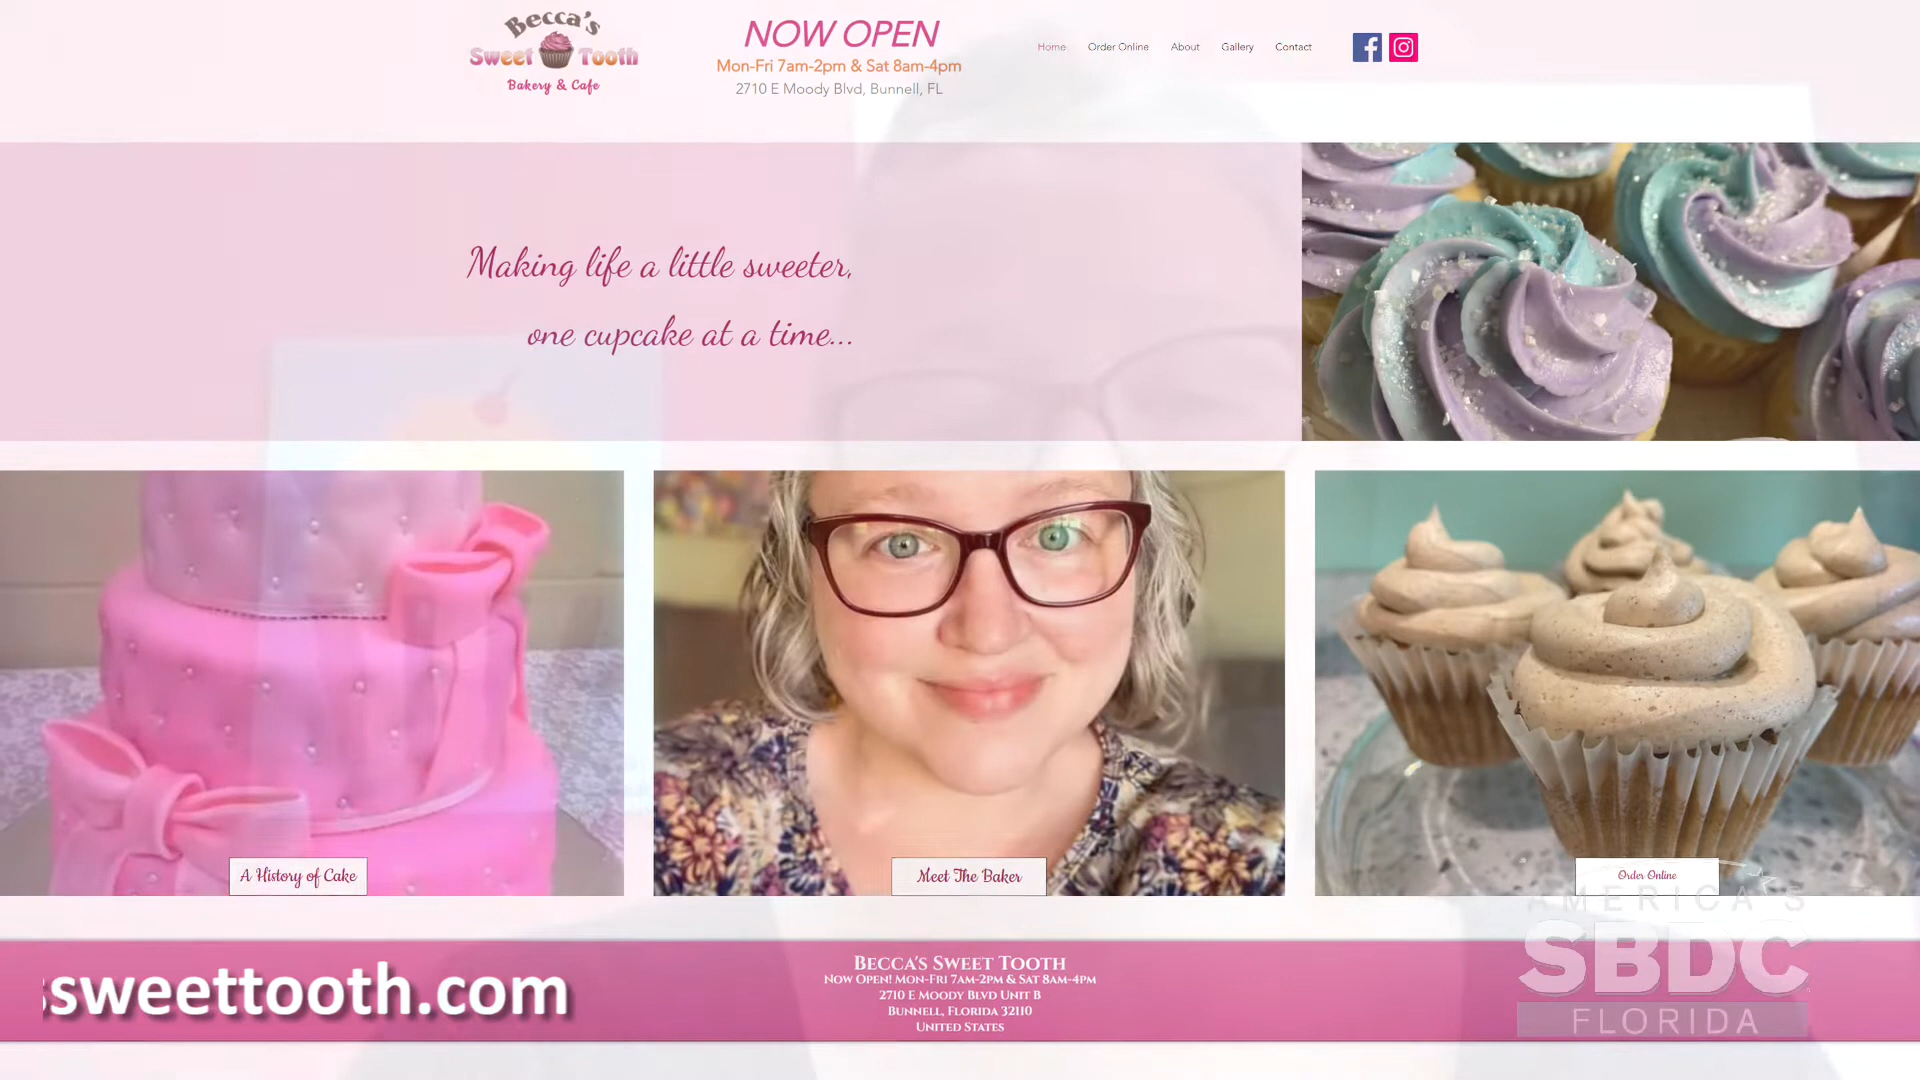 Becca's
Sweet Tooth
Bakery & Cafe
NOW OPEN
Mon-Fri 7am-2pm & Sat 8am-4pm
2710 E Moody Blvd, Bunnell, FL
Home Order Online About Gallery Contact
Making life a little sweeter,
one cupcake at a time...
A History of Cake
Meet The Baker
Order Online
sweettooth.com
BECCA'S SWEET TOOTH
NOW OPEN! MON-FRI 7AM-2PM & SAT 8AM-4PM
2710 E MOODY BLVD UNIT B
BUNNELL, FLORIDA 32110
UNITED STATES
AMERICA'S
SBDC
FLORIDA